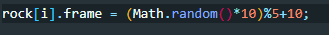 rock[i].frame = (Math.random()*10)%5+10;